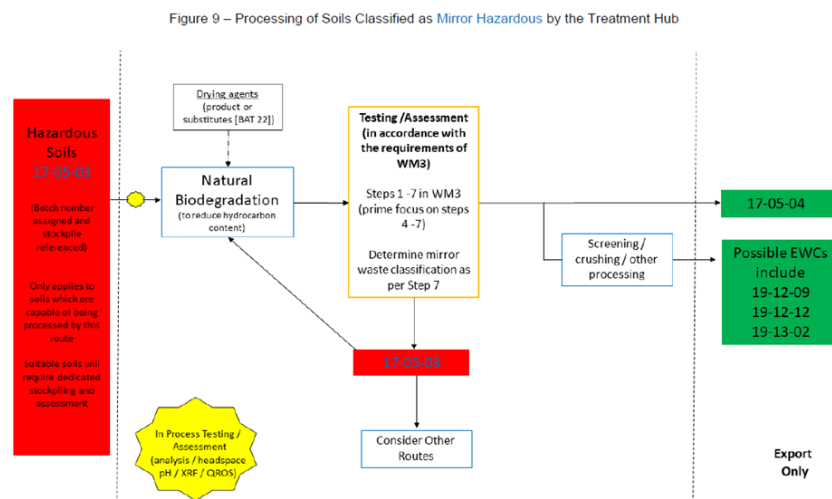 Figure 9 – Processing of Soils Classified as Mirror Hazardous by the Treatment Hub
Hazardous
Soils
17-05-03
(Batch number
assigned and
stockpile
referenced)
Only applies to
soils which are
capable of being
processed by this
route
Suitable soils will
require dedicated
stockpiling and
assessment
Drying agents
(product or
substitutes [BAT 22])
Natural
Biodegradation
(to reduce hydrocarbon
content)
Testing /Assessment
(in accordance with
the requirements of
WM3)
Steps 1 -7 in WM3
(prime focus on steps
4 -7)
Determine mirror
waste classification as
per Step 7
17-05-03
Consider Other
Routes
In Process Testing /
Assessment
(analysis / headspace
pH / XRF / QROS)
Screening /
crushing / other
processing
17-05-04
Possible EWCs
include
19-12-09
19-12-12
19-13-02
Export
Only